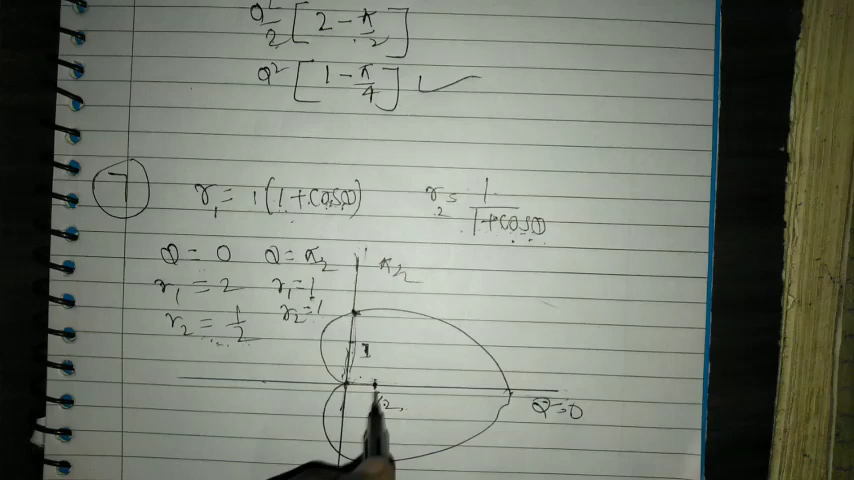 a²/2 [2 - π/2]
a² [1 - π/4]
7
r₁ = 1(1 + cosθ) r₂ = 1/1+cosθ
θ = 0 θ = π/2 π/2
r₁ = 2 r₁ = 1
r₂ = 1/2 r₂ = 1
1
1/2 θ = 0